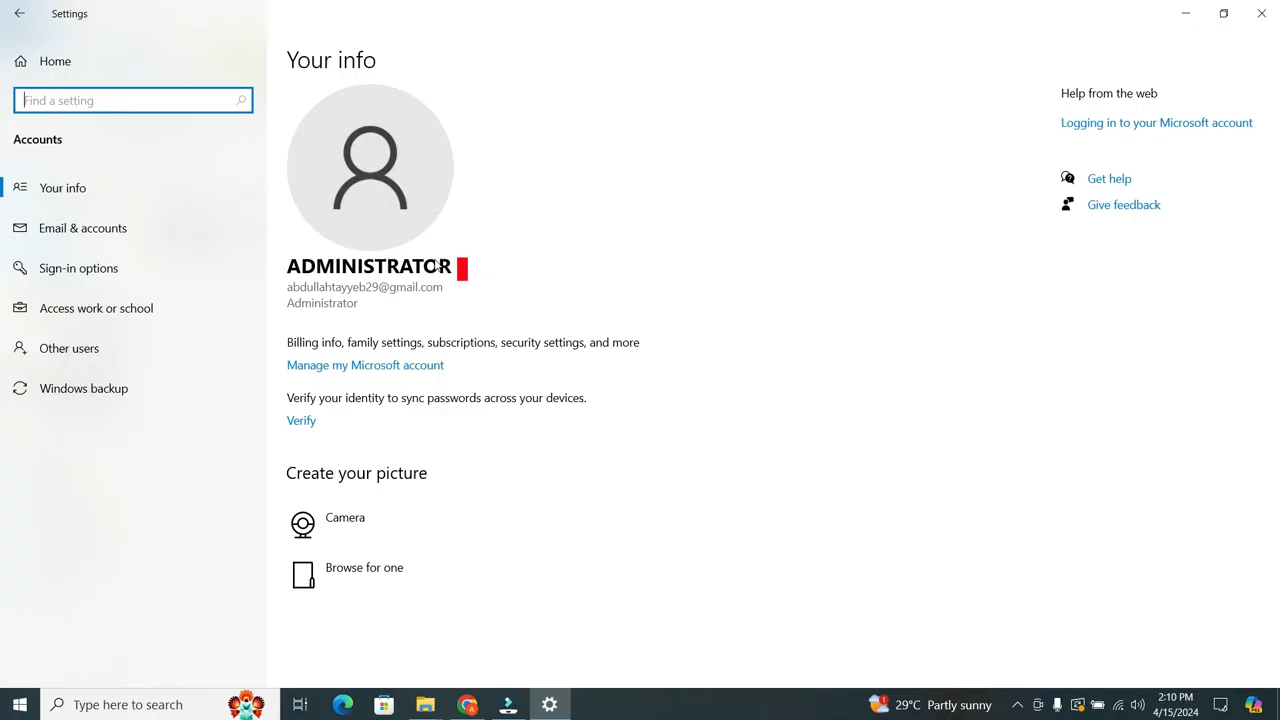 Settings
Home
Find a setting
Accounts
Your info
Email & accounts
Sign-in options
Access work or school
Other users
Windows backup
Your info
ADMINISTRATOR
abdullahtayyeb29@gmail.com
Administrator
Billing info, family settings, subscriptions, security settings, and more
Manage my Microsoft account
Verify your identity to sync passwords across your devices.
Verify
Create your picture
Camera
Browse for one
Help from the web
Logging in to your Microsoft account
Get help
Give feedback
Type here to search
29°C Partly sunny
2:10 PM
4/15/2024